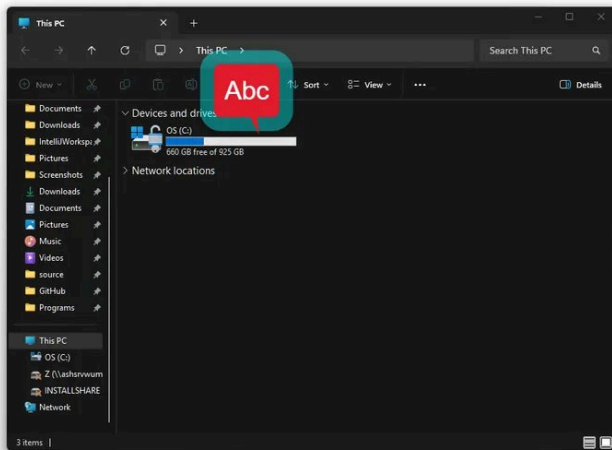 This PC
This PC
Search This PC
New
Sort
View
Details
Abc
Documents
Downloads
IntelliJWorkspa
Pictures
Screenshots
Downloads
Documents
Pictures
Music
Videos
source
GitHub
Programs
This PC
OS (C:)
Z (\\ashsrvwum
INSTALLSHARE
Network
Devices and drives
OS (C:)
660 GB free of 925 GB
Network locations
3 items